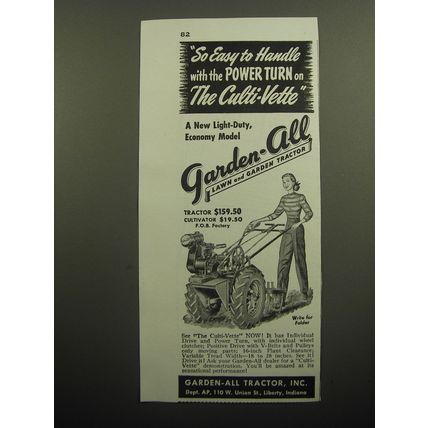 82
"So Easy to Handle
with the POWER TURN on
The Culti-Vette"
A New Light-Duty,
Economy Model
Garden-All
LAWN and GARDEN TRACTOR
TRACTOR $159.50
CULTIVATOR $19.50
F.O.B. Factory
Write for
Folder
See "The Culti-Vette" NOW! It has Individual
Drive and Power Turn, with individual wheel
clutches; Positive Drive with V-Belts and Pulleys
only moving parts; 16-inch Plant Clearance;
Variable Tread Width—18 to 28 inches. See it!
Drive it! Ask your Garden-All dealer for a "Culti-
Vette" demonstration. You'll be amazed at its
sensational performance!
GARDEN-ALL TRACTOR, INC.
Dept. AP, 110 W. Union St., Liberty, Indiana